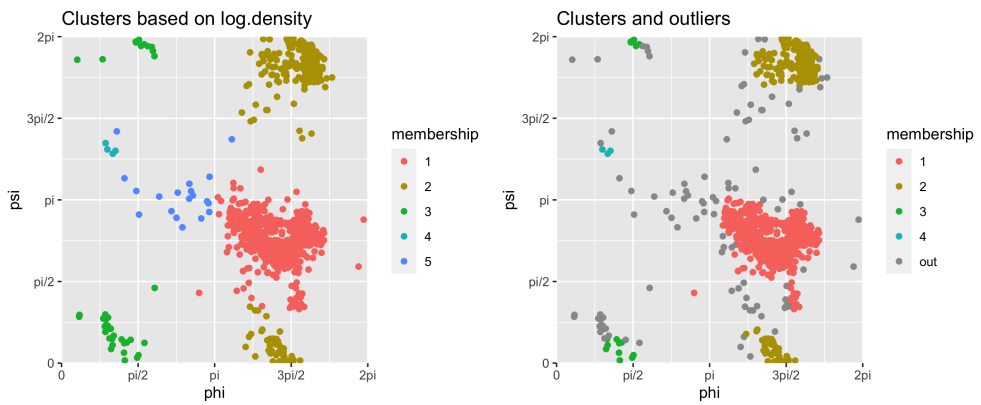 Clusters based on log.density
2pi
3pi/2
pi
pi/2
0
psi
0
pi/2
pi
3pi/2
2pi
phi
membership
1
2
3
4
5
Clusters and outliers
2pi
3pi/2
pi
pi/2
0
psi
0
pi/2
pi
3pi/2
2pi
phi
membership
1
2
3
4
out